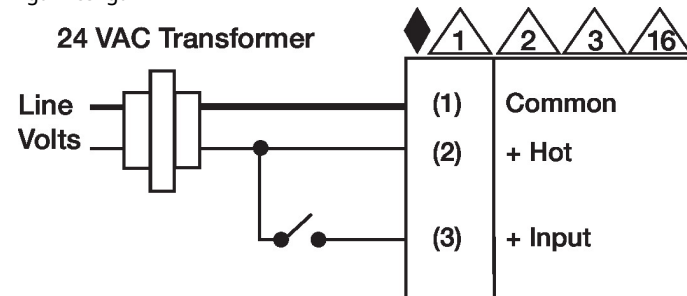 24 VAC Transformer
1 2 3 16
Line
Volts
(1) Common
(2) + Hot
(3) + Input